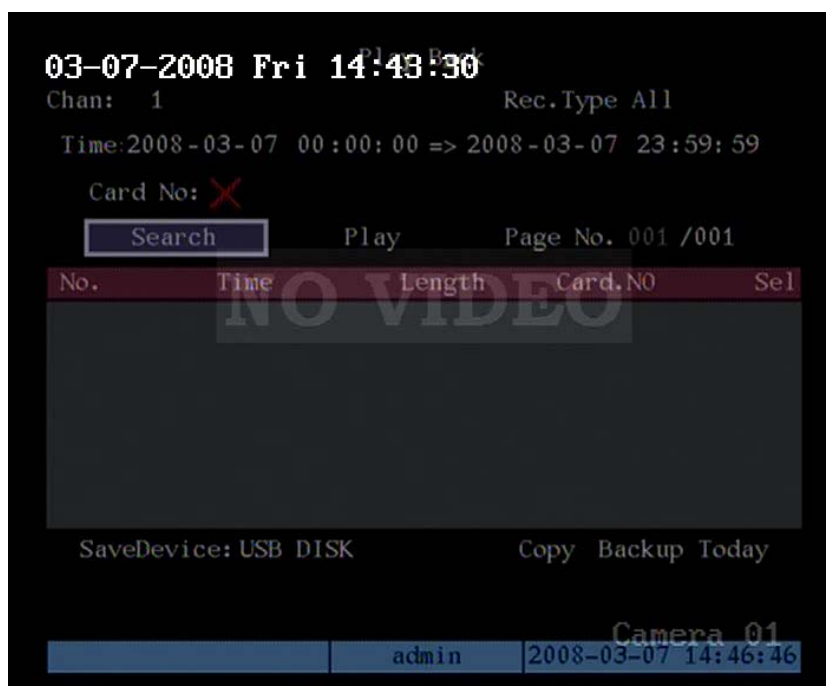 Play Back
03-07-2008 Fri 14:43:30
Chan: 1 Rec.Type All
Time:2008-03-07 00:00:00 => 2008-03-07 23:59:59
Card No:
Search Play Page No. 001 /001
No. Time Length Card.NO Sel
NO VIDEO
SaveDevice:USB DISK Copy Backup Today
Camera 01
admin 2008-03-07 14:46:46